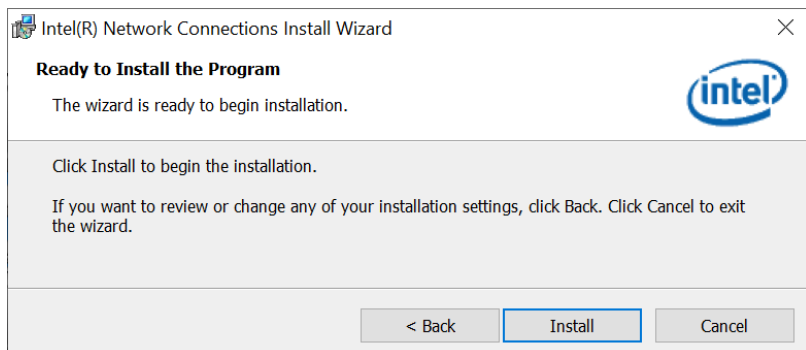 Intel(R) Network Connections Install Wizard
Ready to Install the Program
The wizard is ready to begin installation.
intel
Click Install to begin the installation.
If you want to review or change any of your installation settings, click Back. Click Cancel to exit
the wizard.
< Back
Install
Cancel